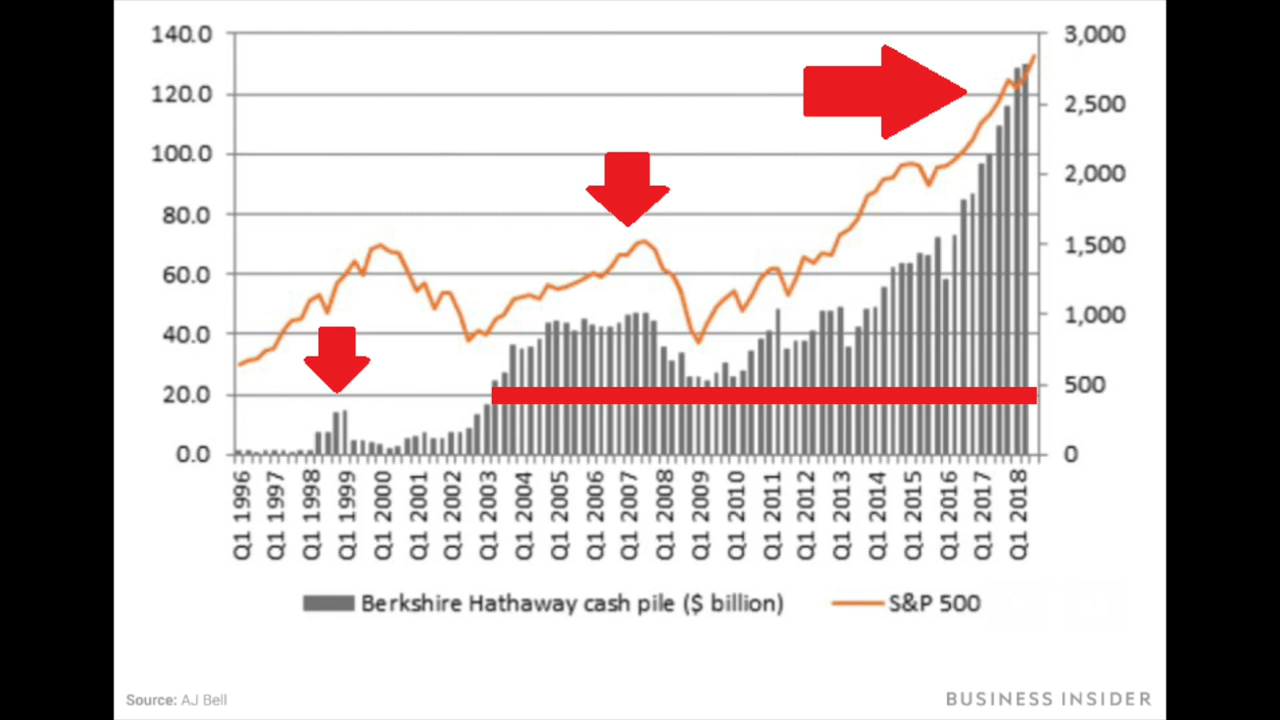 140.0
120.0
100.0
80.0
60.0
40.0
20.0
0.0
3,000
2,500
2,000
1,500
1,000
500
0
Q1 1996
Q1 1997
Q1 1998
Q1 1999
Q1 2000
Q1 2001
Q1 2002
Q1 2003
Q1 2004
Q1 2005
Q1 2006
Q1 2007
Q1 2008
Q1 2009
Q1 2010
Q1 2011
Q1 2012
Q1 2013
Q1 2014
Q1 2015
Q1 2016
Q1 2017
Q1 2018
Berkshire Hathaway cash pile ($ billion)
S&P 500
Source: AJ Bell
BUSINESS INSIDER